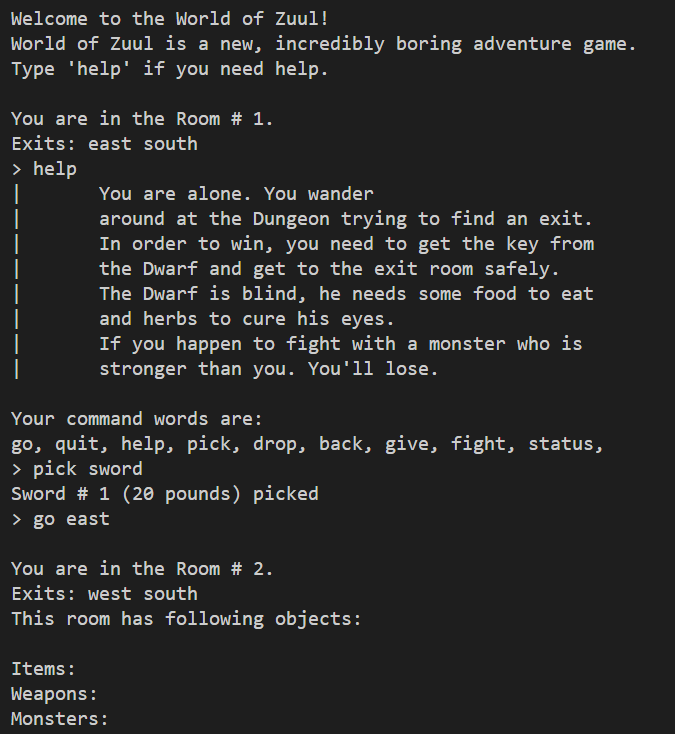 Welcome to the World of Zuul!
World of Zuul is a new, incredibly boring adventure game.
Type 'help' if you need help.

You are in the Room # 1.
Exits: east south
> help
|       You are alone. You wander
|       around at the Dungeon trying to find an exit.
|       In order to win, you need to get the key from
|       the Dwarf and get to the exit room safely.
|       The Dwarf is blind, he needs some food to eat
|       and herbs to cure his eyes.
|       If you happen to fight with a monster who is
|       stronger than you. You'll lose.

Your command words are:
go, quit, help, pick, drop, back, give, fight, status,
> pick sword
Sword # 1 (20 pounds) picked
> go east

You are in the Room # 2.
Exits: west south
This room has following objects:

Items:
Weapons:
Monsters: